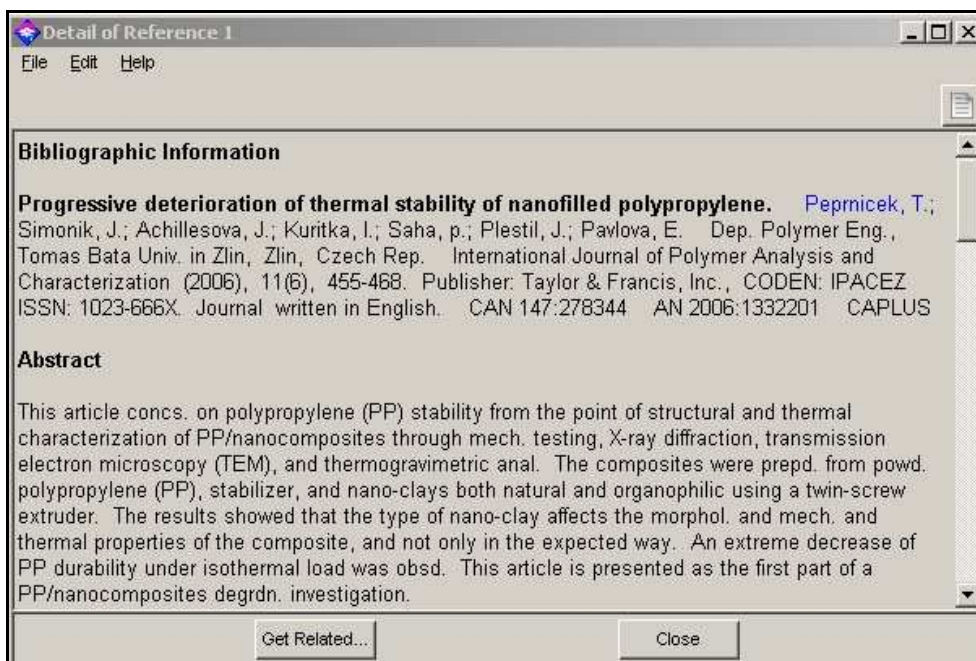 Detail of Reference 1
File Edit Help
Bibliographic Information
Progressive deterioration of thermal stability of nanofilled polypropylene. Peprnicek, T.;
Simonik, J.; Achillesova, J.; Kuritka, I.; Saha, p.; Plestil, J.; Pavlova, E. Dep. Polymer Eng.,
Tomas Bata Univ. in Zlin, Zlin, Czech Rep. International Journal of Polymer Analysis and
Characterization (2006), 11(6), 455-468. Publisher: Taylor & Francis, Inc., CODEN: IPACEZ
ISSN: 1023-666X. Journal written in English. CAN 147:278344 AN 2006:1332201 CAPLUS
Abstract
This article concs. on polypropylene (PP) stability from the point of structural and thermal
characterization of PP/nanocomposites through mech. testing, X-ray diffraction, transmission
electron microscopy (TEM), and thermogravimetric anal. The composites were prepd. from powd.
polypropylene (PP), stabilizer, and nano-clays both natural and organophilic using a twin-screw
extruder. The results showed that the type of nano-clay affects the morphol. and mech. and
thermal properties of the composite, and not only in the expected way. An extreme decrease of
PP durability under isothermal load was obsd. This article is presented as the first part of a
PP/nanocomposites degrdn. investigation.
Get Related... Close